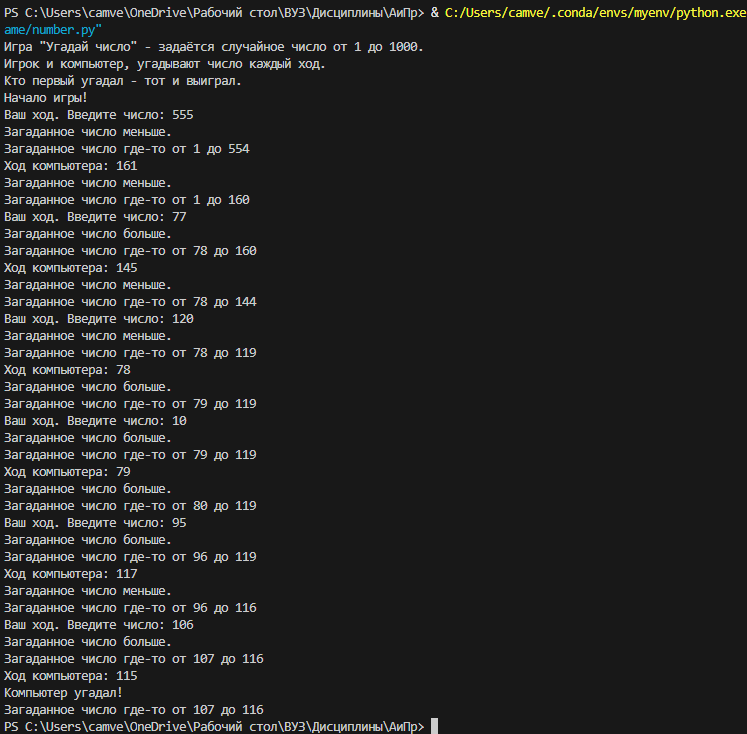 PS C:\Users\camve\OneDrive\Рабочий стол\ВУЗ\Дисциплины\АиПр> & C:/Users/camve/.conda/envs/myenv/python.exe
ame/number.py"
Игра "Угадай число" - задаётся случайное число от 1 до 1000.
Игрок и компьютер, угадывают число каждый ход.
Кто первый угадал - тот и выиграл.
Начало игры!
Ваш ход. Введите число: 555
Загаданное число меньше.
Загаданное число где-то от 1 до 554
Ход компьютера: 161
Загаданное число меньше.
Загаданное число где-то от 1 до 160
Ваш ход. Введите число: 77
Загаданное число больше.
Загаданное число где-то от 78 до 160
Ход компьютера: 145
Загаданное число меньше.
Загаданное число где-то от 78 до 144
Ваш ход. Введите число: 120
Загаданное число меньше.
Загаданное число где-то от 78 до 119
Ход компьютера: 78
Загаданное число больше.
Загаданное число где-то от 79 до 119
Ваш ход. Введите число: 10
Загаданное число больше.
Загаданное число где-то от 79 до 119
Ход компьютера: 79
Загаданное число больше.
Загаданное число где-то от 80 до 119
Ваш ход. Введите число: 95
Загаданное число больше.
Загаданное число где-то от 96 до 119
Ход компьютера: 117
Загаданное число меньше.
Загаданное число где-то от 96 до 116
Ваш ход. Введите число: 106
Загаданное число больше.
Загаданное число где-то от 107 до 116
Ход компьютера: 115
Компьютер угадал!
Загаданное число где-то от 107 до 116
PS C:\Users\camve\OneDrive\Рабочий стол\ВУЗ\Дисциплины\АиПр>